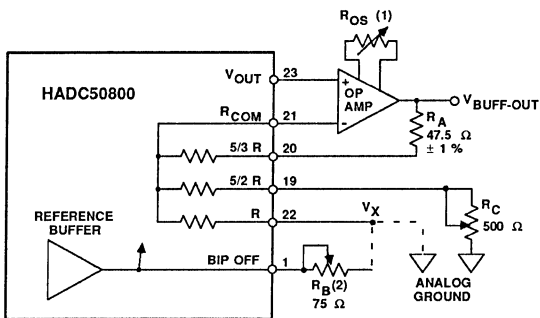 R_OS (1)
V_OUT 23
+ OP AMP -
HADC50800
V_BUFF-OUT
R_COM 21
R_A
47.5 Ω
± 1 %
5/3 R 20
5/2 R 19
REFERENCE
BUFFER
R 22
V_X
R_C
500 Ω
BIP OFF 1
R_B(2)
75 Ω
ANALOG
GROUND